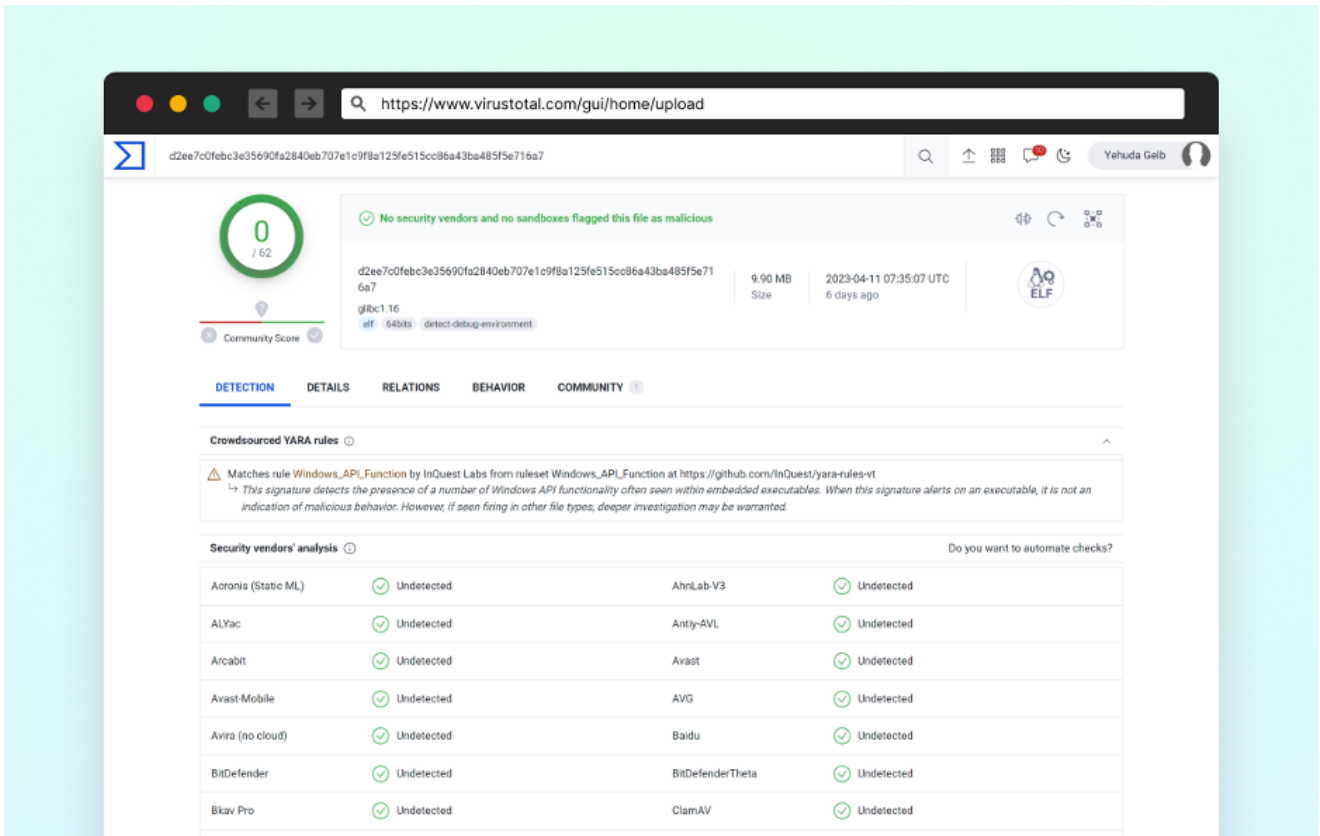 https://www.virustotal.com/gui/home/upload
d2ee7c0febc3e35690fa2840eb707e1c9f8a125fe515cc86a43ba485f5e716a7
Yehuda Gelb
0
/ 62
No security vendors and no sandboxes flagged this file as malicious
d2ee7c0febc3e35690fa2840eb707e1c9f8a125fe515cc86a43ba485f5e71
6a7
glibc1.16
elf 64bits detect-debug-environment
9.90 MB
Size
2023-04-11 07:35:07 UTC
6 days ago
ELF
Community Score
DETECTION DETAILS RELATIONS BEHAVIOR COMMUNITY 1
Crowdsourced YARA rules
Matches rule Windows_API_Function by InQuest Labs from ruleset Windows_API_Function at https://github.com/InQuest/yara-rules-vt
This signature detects the presence of a number of Windows API functionality often seen within embedded executables. When this signature alerts on an executable, it is not an
indication of malicious behavior. However, if seen firing in other file types, deeper investigation may be warranted.
Security vendors' analysis Do you want to automate checks?
Acronis (Static ML) Undetected AhnLab-V3 Undetected
ALYac Undetected Antiy-AVL Undetected
Arcabit Undetected Avast Undetected
Avast-Mobile Undetected AVG Undetected
Avira (no cloud) Undetected Baidu Undetected
BitDefender Undetected BitDefenderTheta Undetected
Bkav Pro Undetected ClamAV Undetected